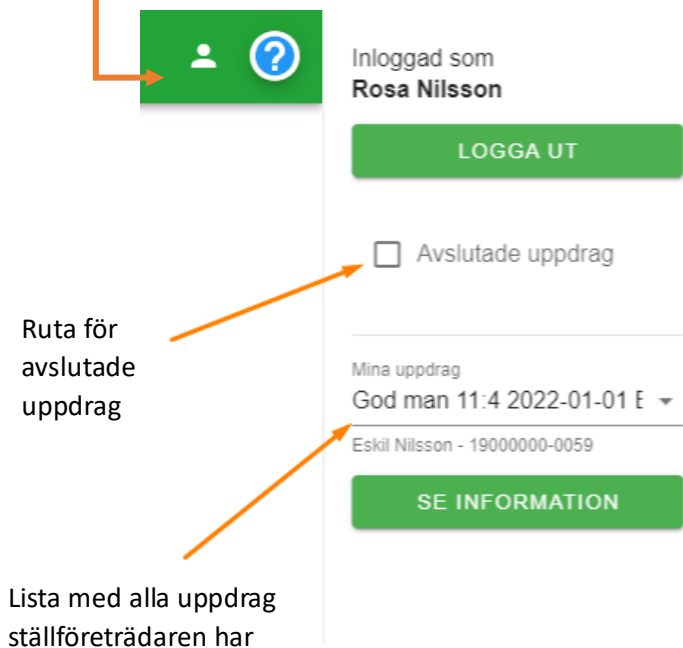 ?
Inloggad som
Rosa Nilsson
LOGGA UT
Avslutade uppdrag
Ruta för
avslutade
uppdrag
Mina uppdrag
God man 11:4 2022-01-01 E
Eskil Nilsson - 19000000-0059
SE INFORMATION
Lista med alla uppdrag
ställföreträdaren har